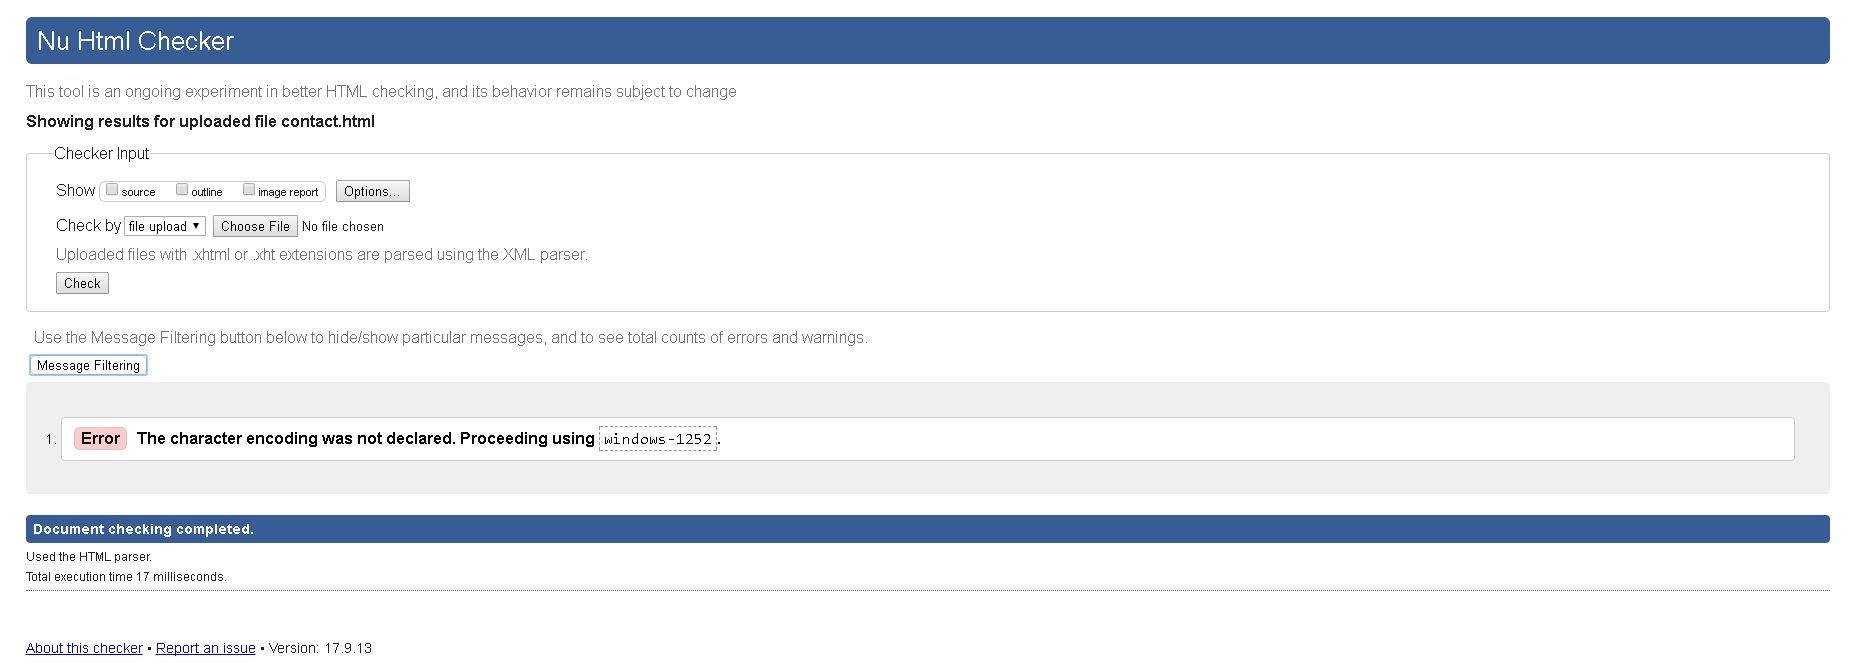 Nu Html Checker
This tool is an ongoing experiment in better HTML checking, and its behavior remains subject to change
Showing results for uploaded file contact.html
Checker Input
Show source outline image report Options...
Check by file upload ▼ Choose File No file chosen
Uploaded files with .xhtml or .xht extensions are parsed using the XML parser.
Check
Use the Message Filtering button below to hide/show particular messages, and to see total counts of errors and warnings.
Message Filtering
1. Error The character encoding was not declared. Proceeding using windows-1252.
Document checking completed.
Used the HTML parser.
Total execution time 17 milliseconds.
About this checker • Report an issue • Version: 17.9.13